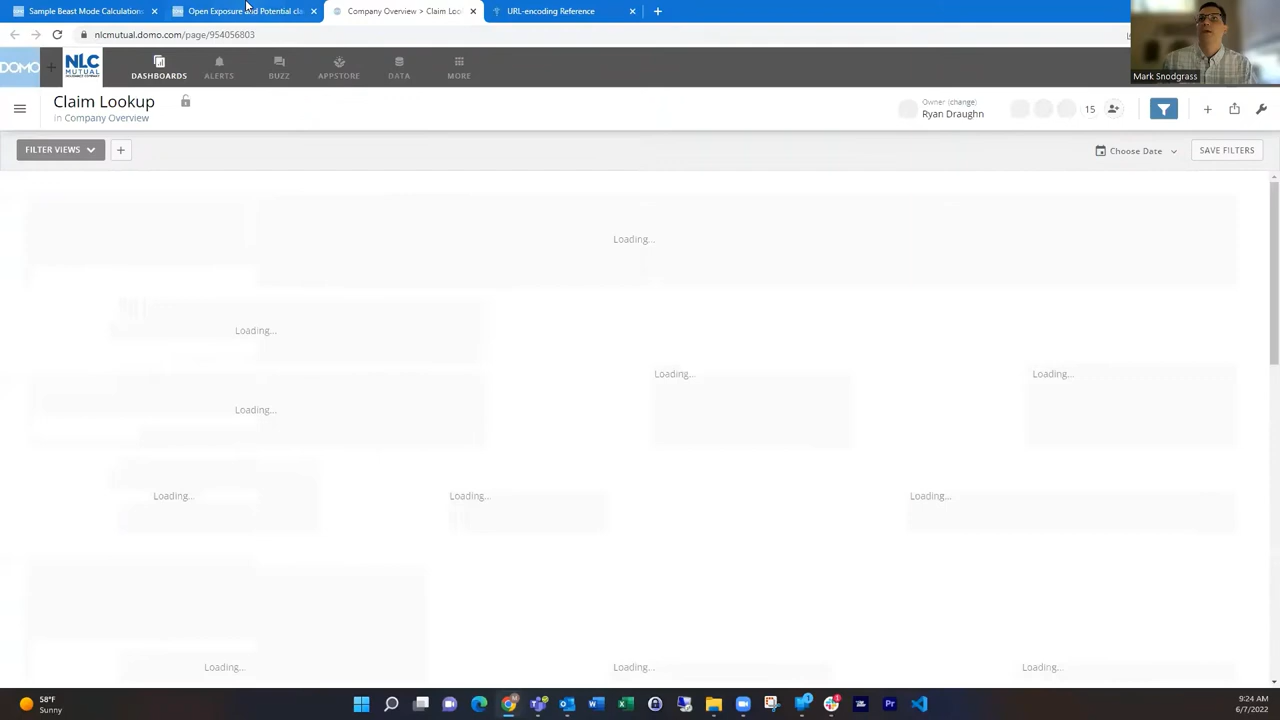 Sample Beast Mode Calculations
Open Exposure and Potential cla
Company Overview > Claim Loo
URL-encoding Reference
nlcmutual.domo.com/page/954056803
Mark Snodgrass
DOMO
NLC
MUTUAL
DASHBOARDS
ALERTS
BUZZ
APPSTORE
DATA
MORE
Claim Lookup
in Company Overview
Owner (change)
Ryan Draughn
15
FILTER VIEWS
Choose Date
SAVE FILTERS
Loading...
Loading...
Loading...
Loading...
Loading...
Loading...
Loading...
Loading...
Loading...
Loading...
Loading...
58°F
Sunny
9:24 AM
6/7/2022